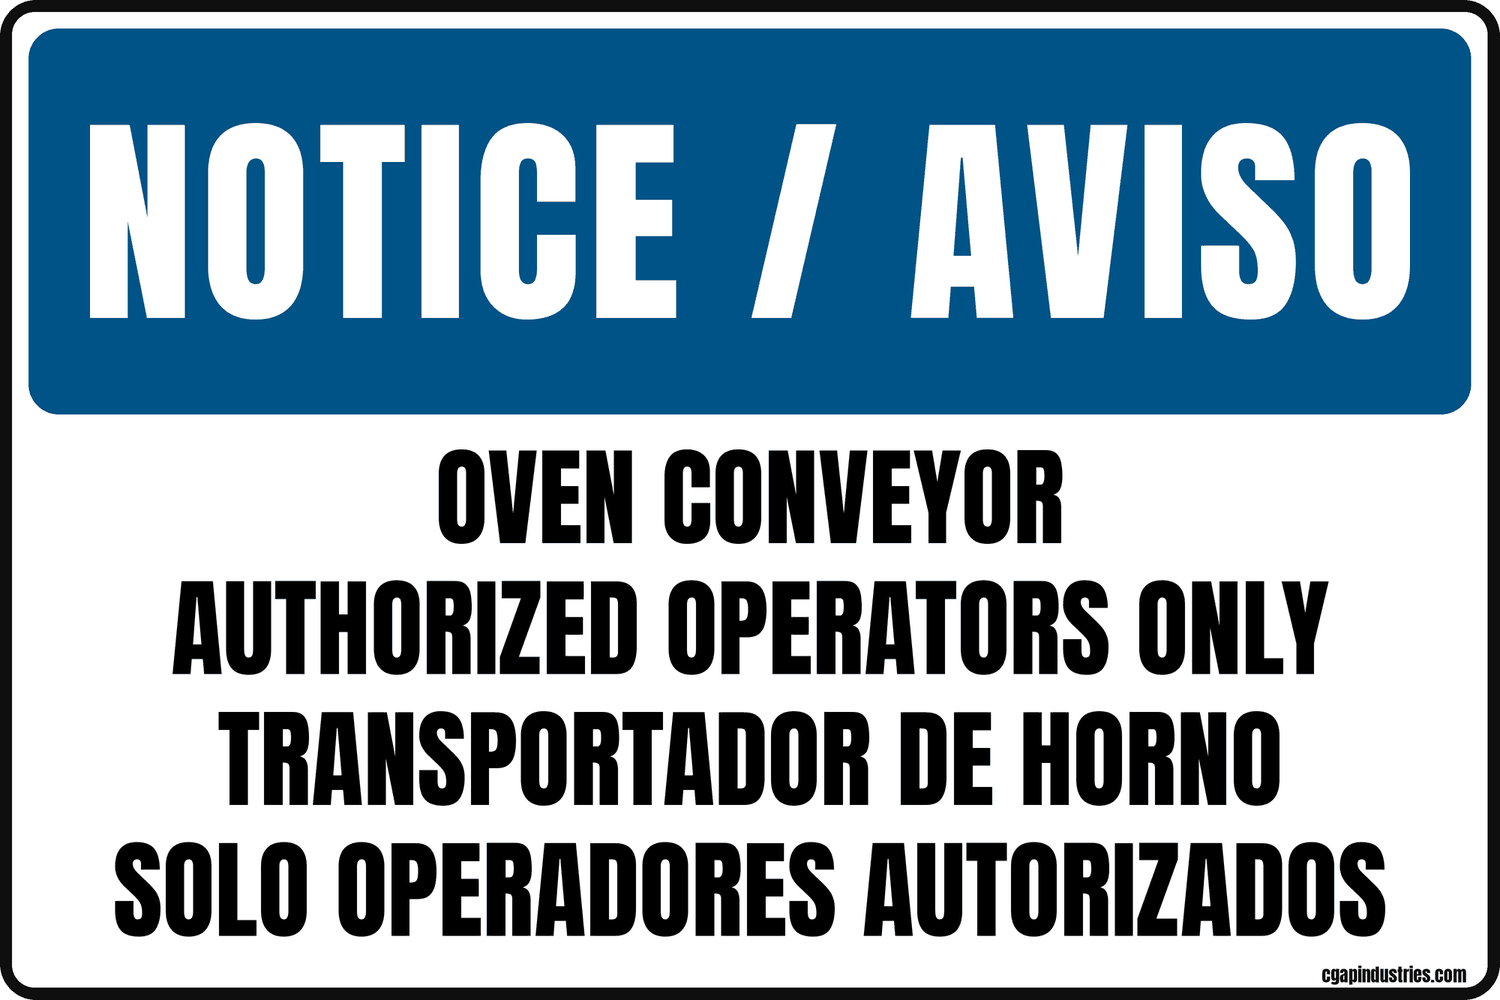 NOTICE / AVISO
OVEN CONVEYOR
AUTHORIZED OPERATORS ONLY
TRANSPORTADOR DE HORNO
SOLO OPERADORES AUTORIZADOS
cgapindustries.com